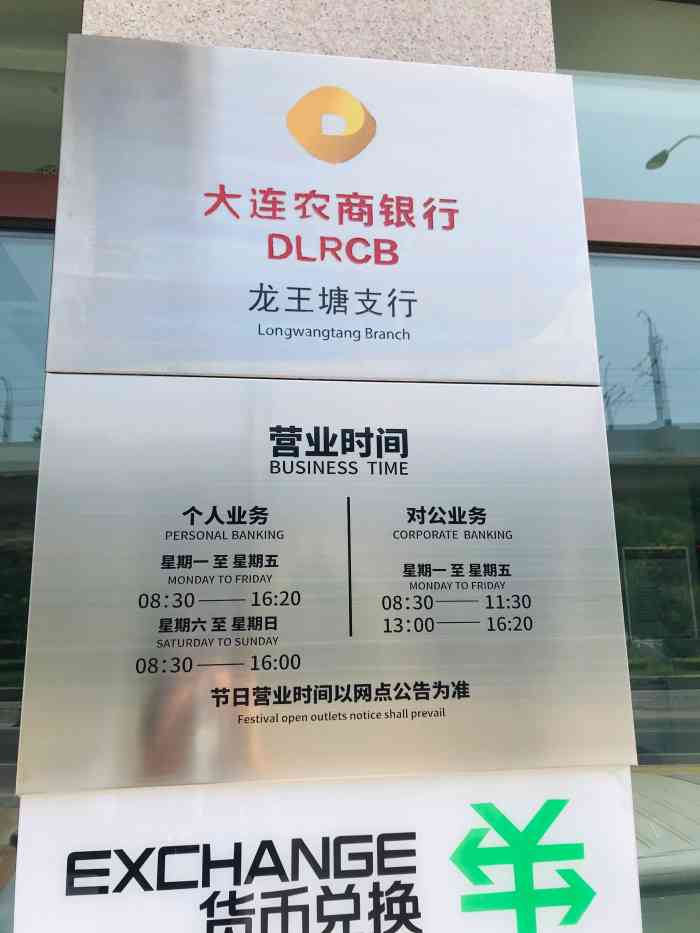 大连农商银行
DLRCB
龙王塘支行
Longwangtang Branch
营业时间
BUSINESS TIME
个人业务
PERSONAL BANKING
星期一 至 星期五
MONDAY TO FRIDAY
08:30——16:20
星期六 至 星期日
SATURDAY TO SUNDAY
08:30——16:00
对公业务
CORPORATE BANKING
星期一 至 星期五
MONDAY TO FRIDAY
08:30——11:30
13:00——16:20
节日营业时间以网点公告为准
Festival open outlets notice shall prevail
EXCHANGE
货币兑换